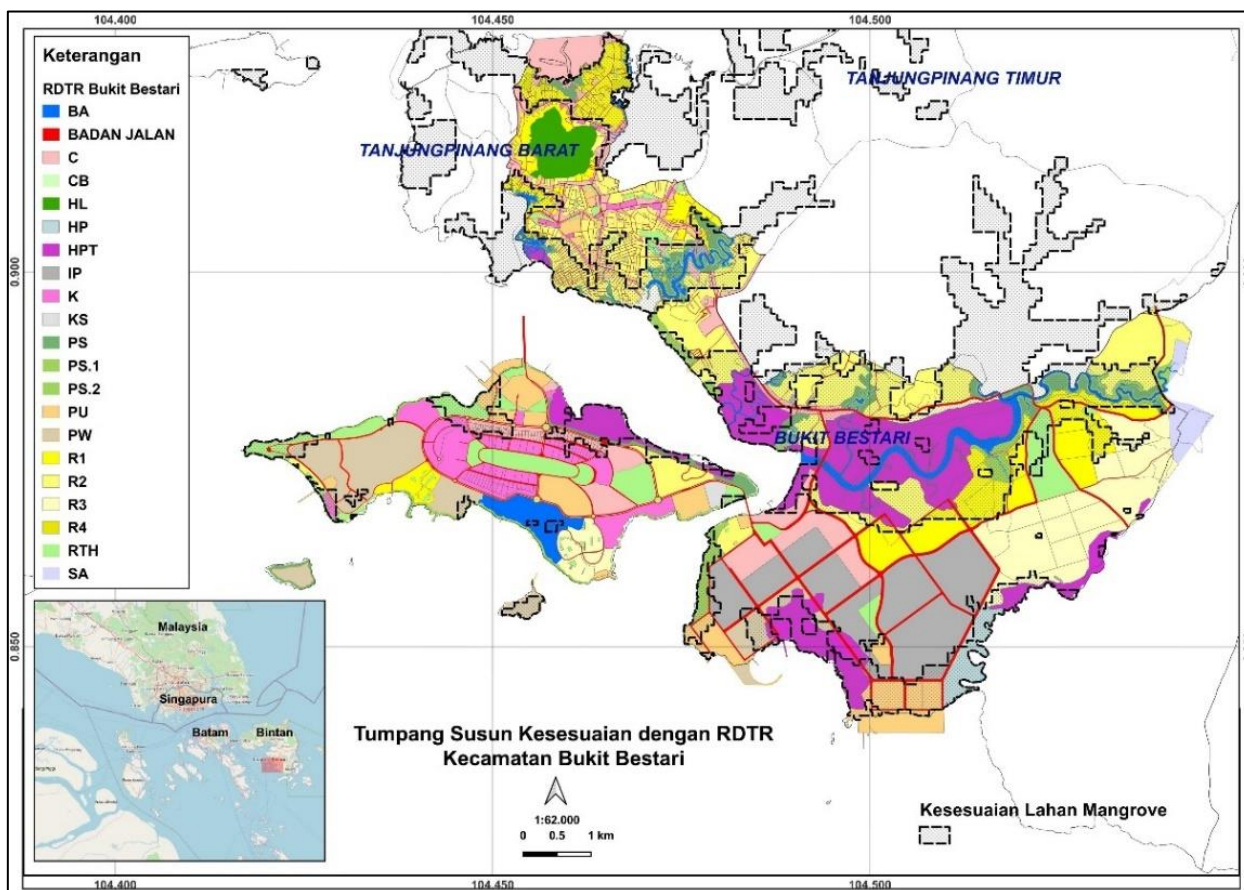 104.400 104.450 104.500
Keterangan
RDTR Bukit Bestari
BA
BADAN JALAN
C
CB
HL
HP
HPT
IP
K
KS
PS
PS.1
PS.2
PU
PW
R1
R2
R3
R4
RTH
SA
TANJUNGPINANG TIMUR
TANJUNGPINANG BARAT
0.900
BUKIT BESTARI
0.850
0.850
Malaysia
Singapura
Batam
Bintan
Tumpang Susun Kesesuaian dengan RDTR
Kecamatan Bukit Bestari
1:62.000
0 0.5 1 km
Kesesuaian Lahan Mangrove
104.400 104.450 104.500